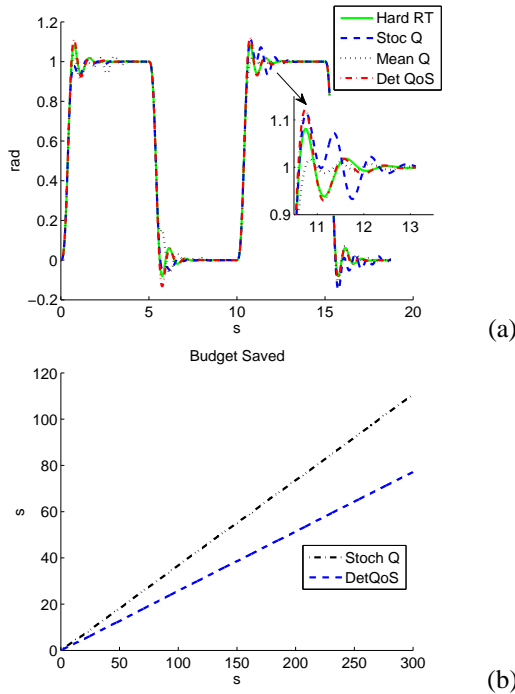 1.2
1
0.8
0.6
0.4
0.2
0
−0.2
rad
0 5 10 15 20
s
Hard RT
Stoc Q
Mean Q
Det QoS
1.1
1
0.9
11 12 13
(a)
Budget Saved
120
100
80
60
40
20
0
s
0 50 100 150 200 250 300
s
Stoch Q
DetQoS
(b)